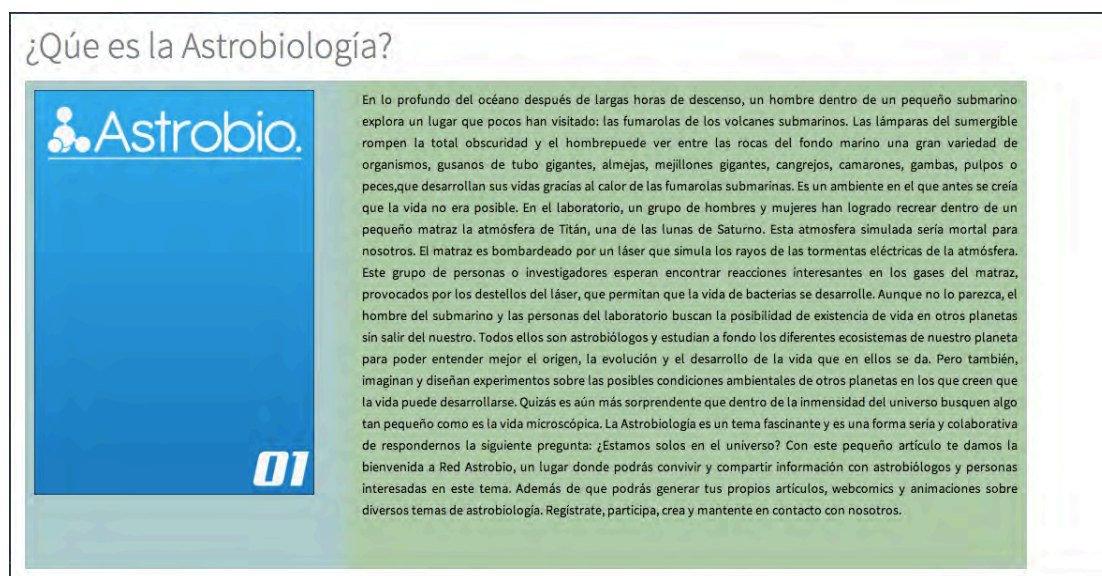 ¿Qúe es la Astrobiología?
Astrobio.
01
En lo profundo del océano después de largas horas de descenso, un hombre dentro de un pequeño submarino
explora un lugar que pocos han visitado: las fumarolas de los volcanes submarinos. Las lámparas del sumergible
rompen la total obscuridad y el hombrepuede ver entre las rocas del fondo marino una gran variedad de
organismos, gusanos de tubo gigantes, almejas, mejillones gigantes, cangrejos, camarones, gambas, pulpos o
peces,que desarrollan sus vidas gracías al calor de las fumarolas submarinas. Es un ambiente en el que antes se creía
que la vida no era posible. En el laboratorio, un grupo de hombres y mujeres han logrado recrear dentro de un
pequeño matraz la atmósfera de Titán, una de las lunas de Saturno. Esta atmosfera simulada sería mortal para
nosotros. El matraz es bombardeado por un láser que simula los rayos de las tormentas eléctricas de la atmósfera.
Este grupo de personas o investigadores esperan encontrar reacciones interesantes en los gases del matraz,
provocados por los destellos del láser, que permitan que la vida de bacterias se desarrolle. Aunque no lo parezca, el
hombre del submarino y las personas del laboratorio buscan la posibilidad de existencia de vida en otros planetas
sin salir del nuestro. Todos ellos son astrobiólogos y estudian a fondo los diferentes ecosistemas de nuestro planeta
para poder entender mejor el origen, la evolución y el desarrollo de la vida que en ellos se da. Pero también,
imaginan y diseñan experimentos sobre las posibles condiciones ambientales de otros planetas en los que creen que
la vida puede desarrollarse. Quizás es aún más sorprendente que dentro de la inmensidad del universo busquen algo
tan pequeño como es la vida microscópica. La Astrobiología es un tema fascinante y es una forma seria y colaborativa
de respondernos la siguiente pregunta: ¿Estamos solos en el universo? Con este pequeño artículo te damos la
bienvenida a Red Astrobio, un lugar donde podrás convivir y compartir información con astrobiólogos y personas
interesadas en este tema. Además de que podrás generar tus propios artículos, webcomics y animaciones sobre
diversos temas de astrobiología. Regístrate, participa, crea y mantente en contacto con nosotros.